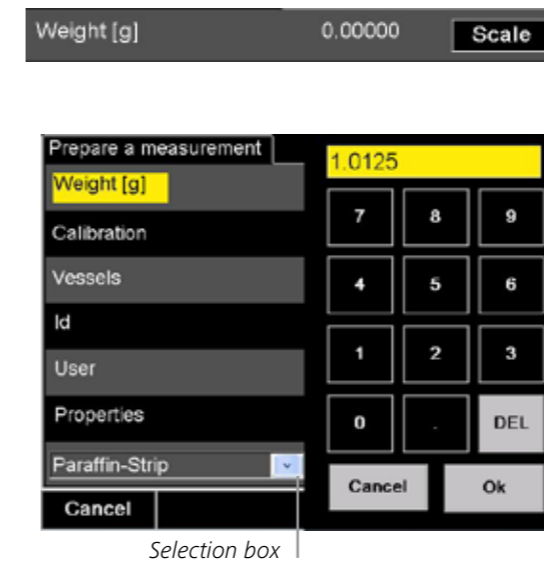 Weight [g] 0.00000 Scale
Prepare a measurement
Weight [g]
Calibration
Vessels
Id
User
Properties
Paraffin-Strip
Cancel
1.0125
7 8 9
4 5 6
1 2 3
0 . DEL
Cancel Ok
Selection box